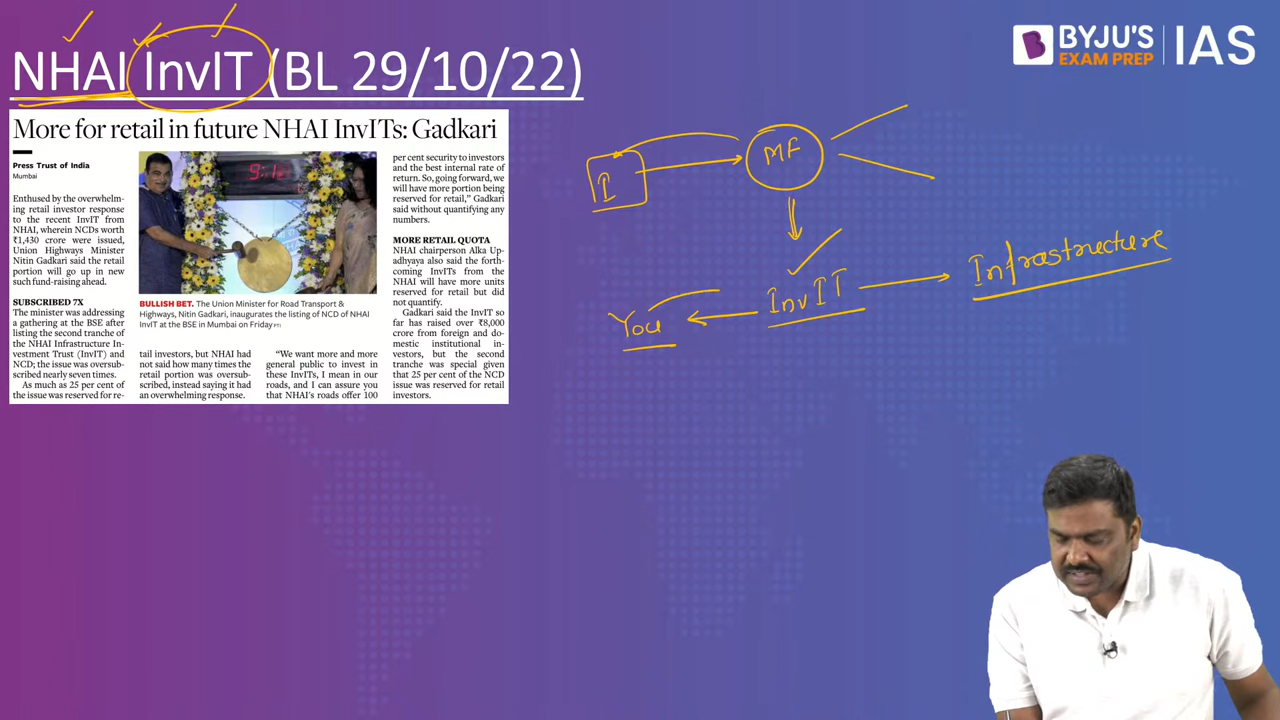 NHAI InvIT (BL 29/10/22)
BYJU'S
EXAM PREP
IAS
More for retail in future NHAI InvITs: Gadkari
Press Trust of India
Mumbai
Enthused by the overwhelm-
ing retail investor response
to the recent InvIT from
NHAI, wherein NCDs worth
₹1,430 crore were issued,
Union Highways Minister
Nitin Gadkari said the retail
portion will go up in new
such fund-raising ahead.
SUBSCRIBED 7X
The minister was addressing
a gathering at the BSE after
listing the second tranche of
the NHAI Infrastructure In-
vestment Trust (InvIT) and
NCD; the issue was oversub-
scribed nearly seven times.
As much as 25 per cent of
the issue was reserved for re-
BULLISH BET. The Union Minister for Road Transport &
Highways, Nitin Gadkari, inaugurates the listing of NCD of NHAI
InvIT at the BSE in Mumbai on Friday PTI
tail investors, but NHAI had
not said how many times the
retail portion was oversub-
scribed, instead saying it had
an overwhelming response.
"We want more and more
general public to invest in
these InvITs, I mean in our
roads, and I can assure you
that NHAI's roads offer 100
per cent security to investors
and the best internal rate of
return. So, going forward, we
will have more portion being
reserved for retail," Gadkari
said without quantifying any
numbers.
MORE RETAIL QUOTA
NHAI chairperson Alka Up-
adhyaya also said the forth-
coming InvITs from the
NHAI will have more units
reserved for retail but did
not quantify.
Gadkari said the InvIT so
far has raised over ₹8,000
crore from foreign and do-
mestic institutional in-
vestors, but the second
tranche was special given
that 25 per cent of the NCD
issue was reserved for retail
investors.
I
MF
InvIT
Infrastructure
You